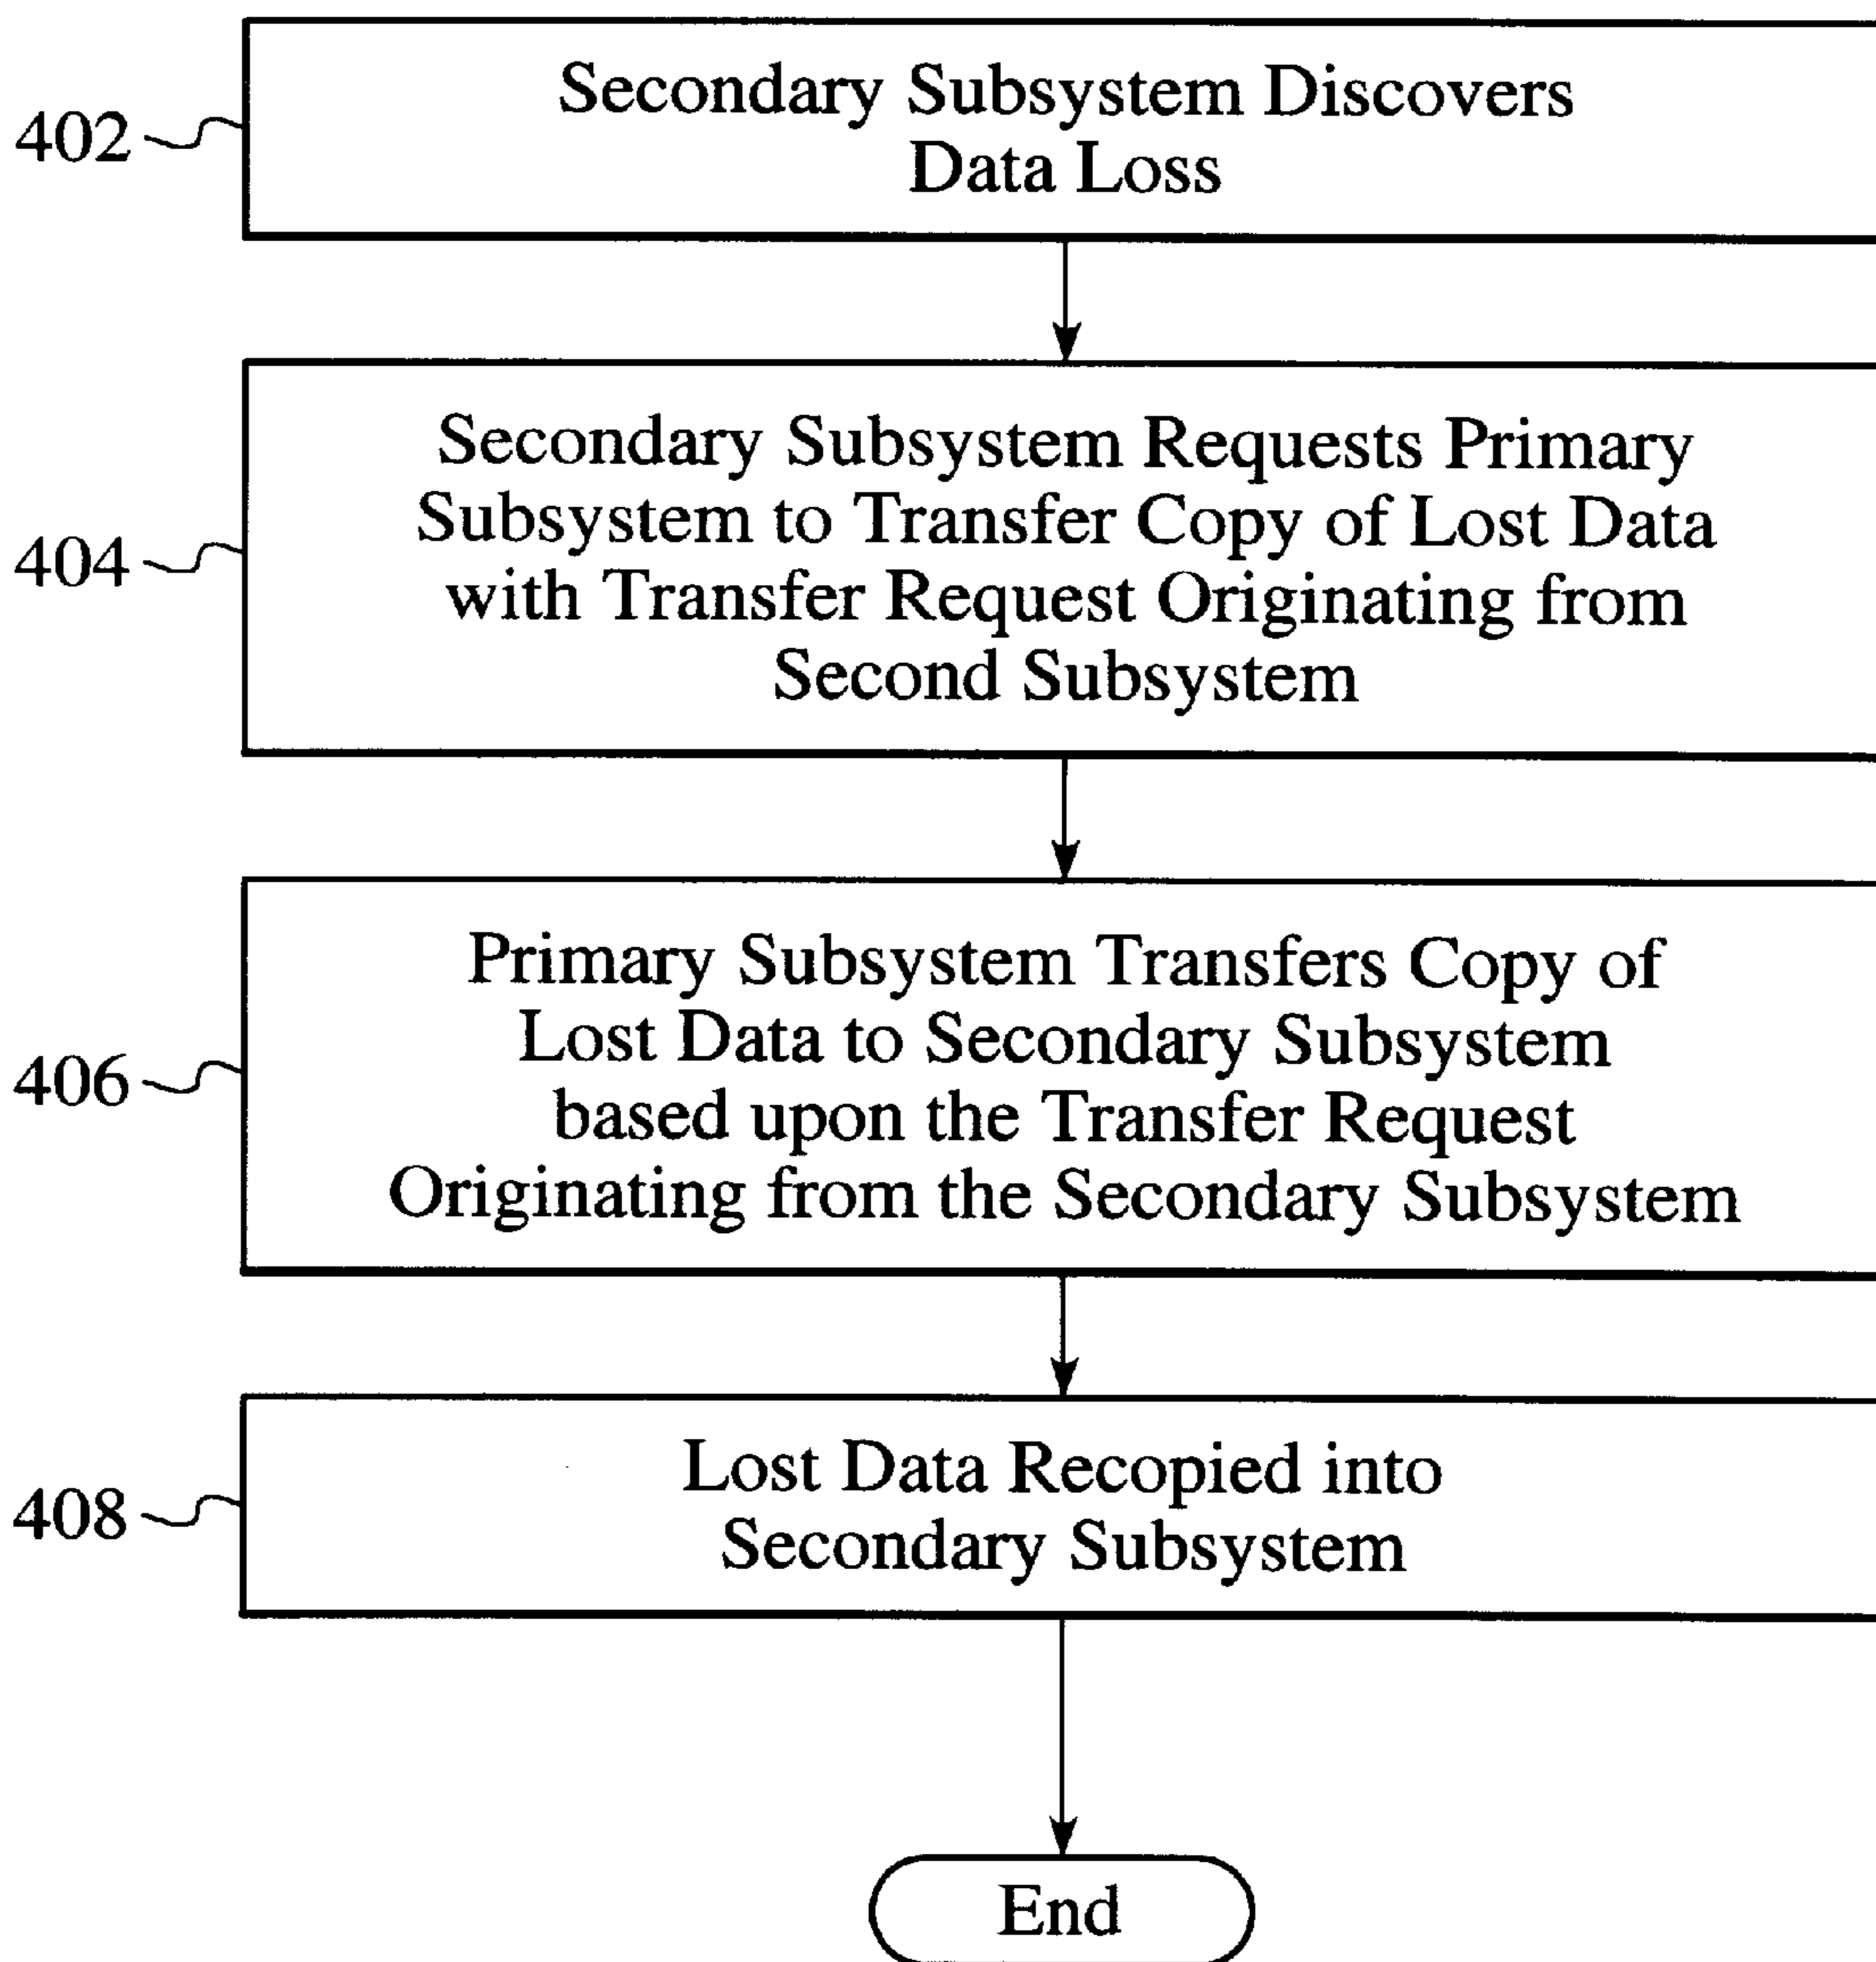 Secondary Subsystem Discovers
Data Loss
402
Secondary Subsystem Requests Primary
Subsystem to Transfer Copy of Lost Data
with Transfer Request Originating from
Second Subsystem
404
Primary Subsystem Transfers Copy of
Lost Data to Secondary Subsystem
based upon the Transfer Request
Originating from the Secondary Subsystem
406
Lost Data Recopied into
Secondary Subsystem
408
End